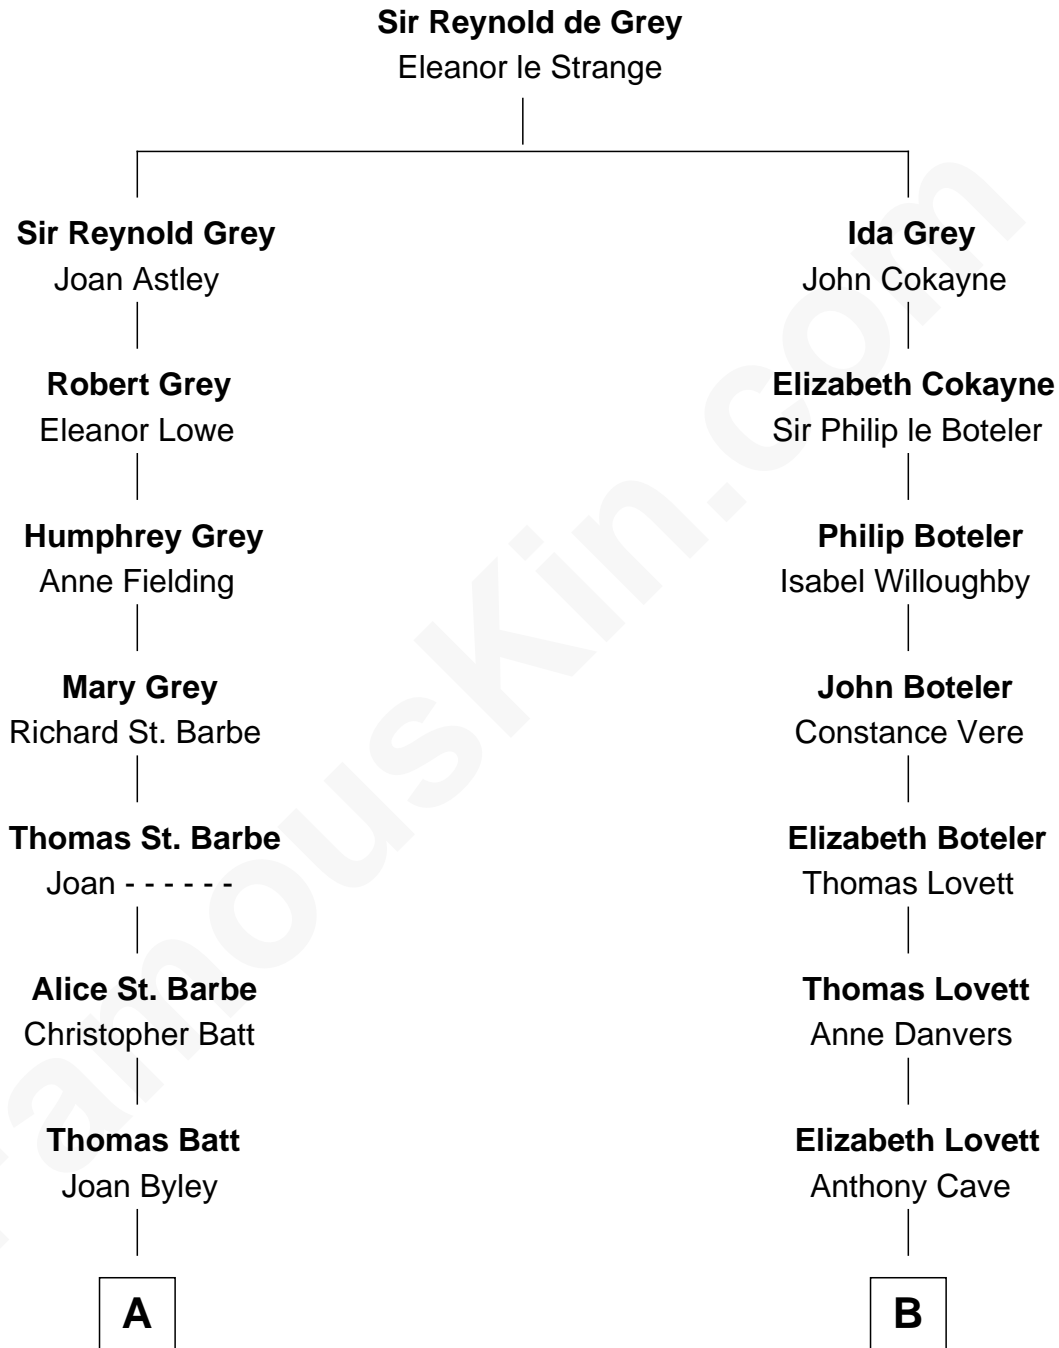 Sir Reynold de Grey
Eleanor le Strange
Sir Reynold Grey
Joan Astley
Robert Grey
Eleanor Lowe
Humphrey Grey
Anne Fielding
Mary Grey
Richard St. Barbe
Thomas St. Barbe
Joan - - - - - -
Alice St. Barbe
Christopher Batt
Thomas Batt
Joan Byley
A
Ida Grey
John Cokayne
Elizabeth Cokayne
Sir Philip le Boteler
Philip Boteler
Isabel Willoughby
John Boteler
Constance Vere
Elizabeth Boteler
Thomas Lovett
Thomas Lovett
Anne Danvers
Elizabeth Lovett
Anthony Cave
B
FamousKin.com